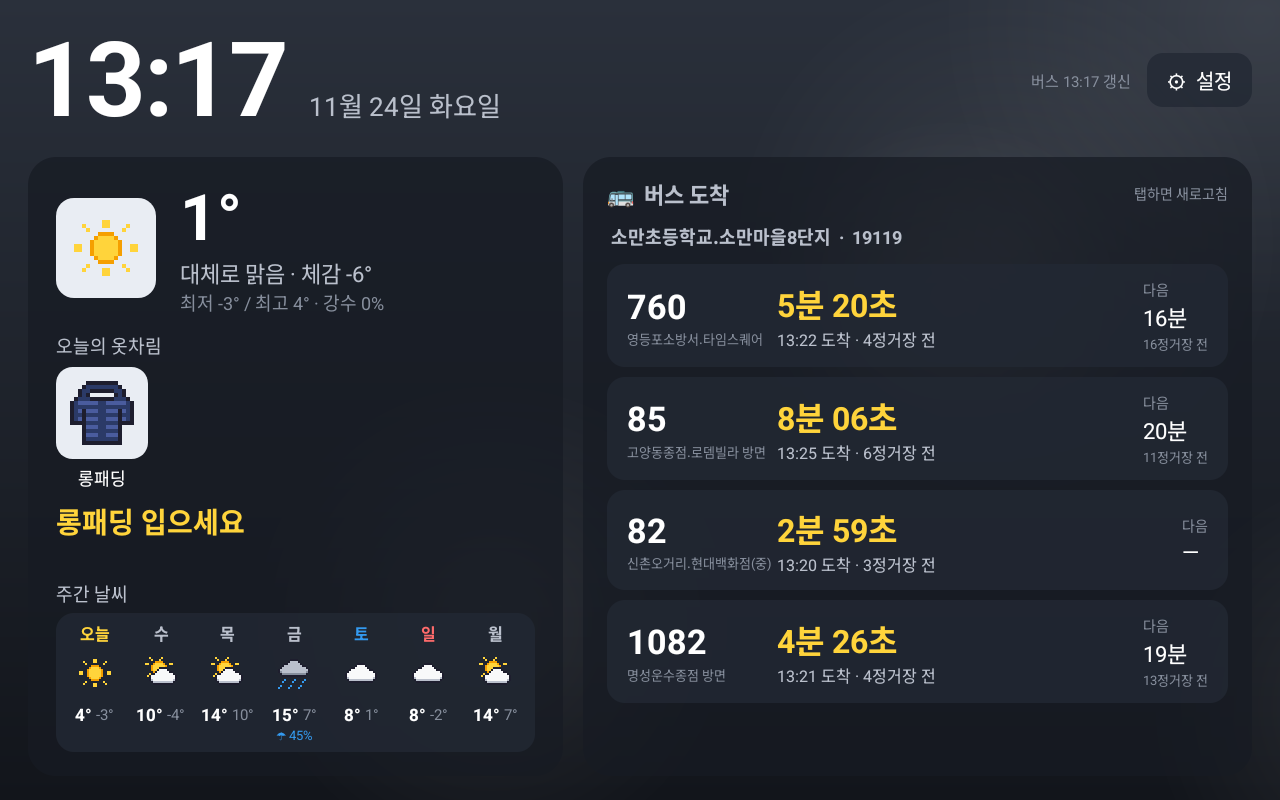 13:17
11월 24일 화요일
버스 13:17 갱신
설정
1°
대체로 맑음 · 체감 -6°
최저 -3° / 최고 4° · 강수 0%
오늘의 옷차림
롱패딩
롱패딩 입으세요
주간 날씨
오늘 수 목 금 토 일 월
4° -3° 10° -4° 14° 10° 15° 7° 8° 1° 8° -2° 14° 7°
☂ 45%
버스 도착
탭하면 새로고침
소만초등학교.소만마을8단지 · 19119
760
영등포소방서.타임스퀘어
5분 20초
13:22 도착 · 4정거장 전
다음
16분
16정거장 전
85
고양동종점.로뎀빌라 방면
8분 06초
13:25 도착 · 6정거장 전
다음
20분
11정거장 전
82
신촌오거리.현대백화점(중)
2분 59초
13:20 도착 · 3정거장 전
다음
—
1082
명성운수종점 방면
4분 26초
13:21 도착 · 4정거장 전
다음
19분
13정거장 전